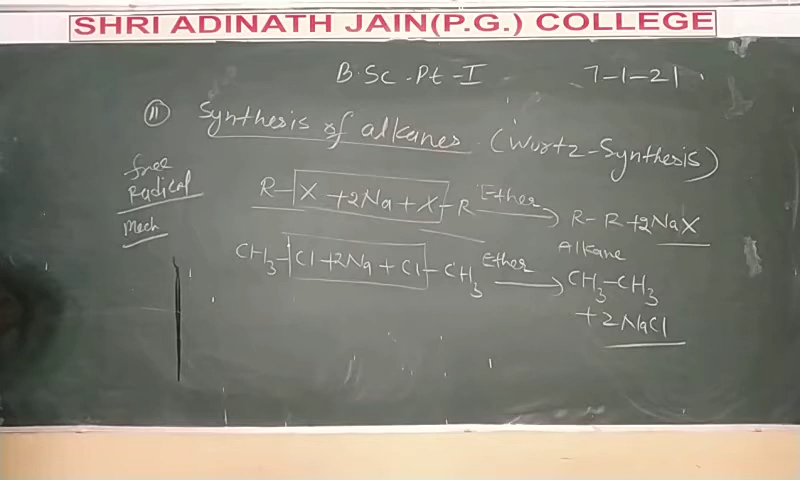 SHRI ADINATH JAIN(P.G.) COLLEGE
B.Sc-Pt-I 7-1-21
(11) Synthesis of alkanes (Wurtz-Synthesis)
free
Radical
Mech
R-X + 2Na + X-R Ether → R-R + 2NaX
Alkane
CH3-Cl + 2Na + Cl-CH3 Ether → CH3-CH3
+ 2NaCl